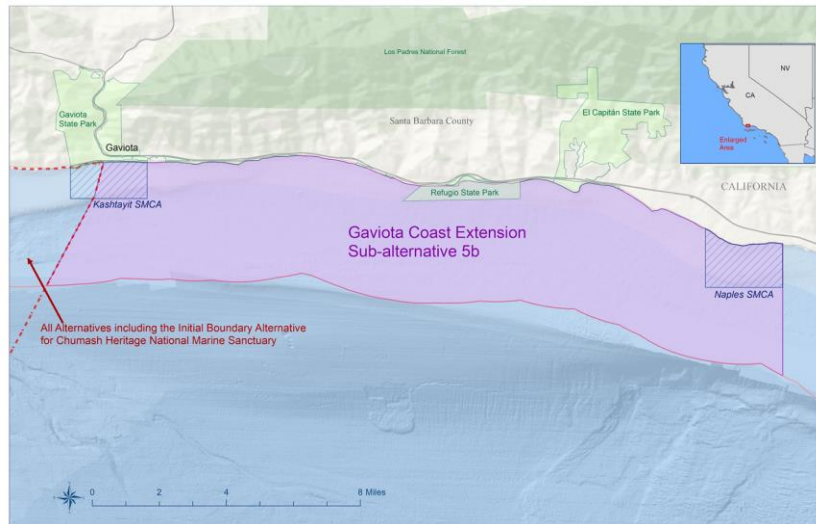 Los Padres National Forest
NV
CA
Enlarged
Area
CALIFORNIA
Gaviota
State Park
Gaviota
Santa Barbara County
El Capitán State Park
Refugio State Park
Kashtayit SMCA
Gaviota Coast Extension
Sub-alternative 5b
Naples SMCA
All Alternatives including the Initial Boundary Alternative
for Chumash Heritage National Marine Sanctuary
0 2 4 8 Miles